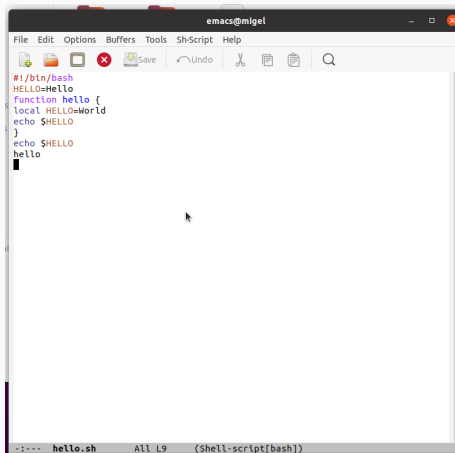 emacs@migel
File Edit Options Buffers Tools Sh-Script Help
Save Undo
#!/bin/bash
HELLO=Hello
function hello {
local HELLO=World
echo $HELLO
}
echo $HELLO
hello
-:--- hello.sh All L9 (Shell-script[bash])